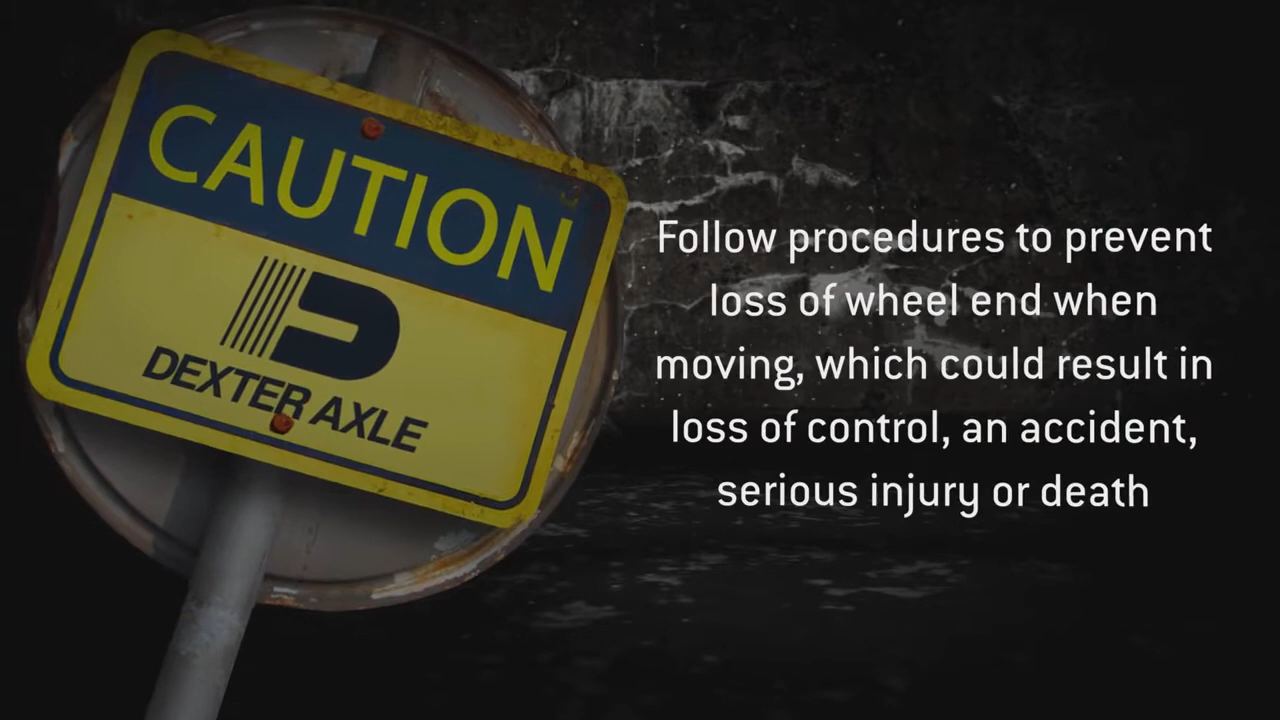 CAUTION
DEXTER AXLE
Follow procedures to prevent
loss of wheel end when
moving, which could result in
loss of control, an accident,
serious injury or death